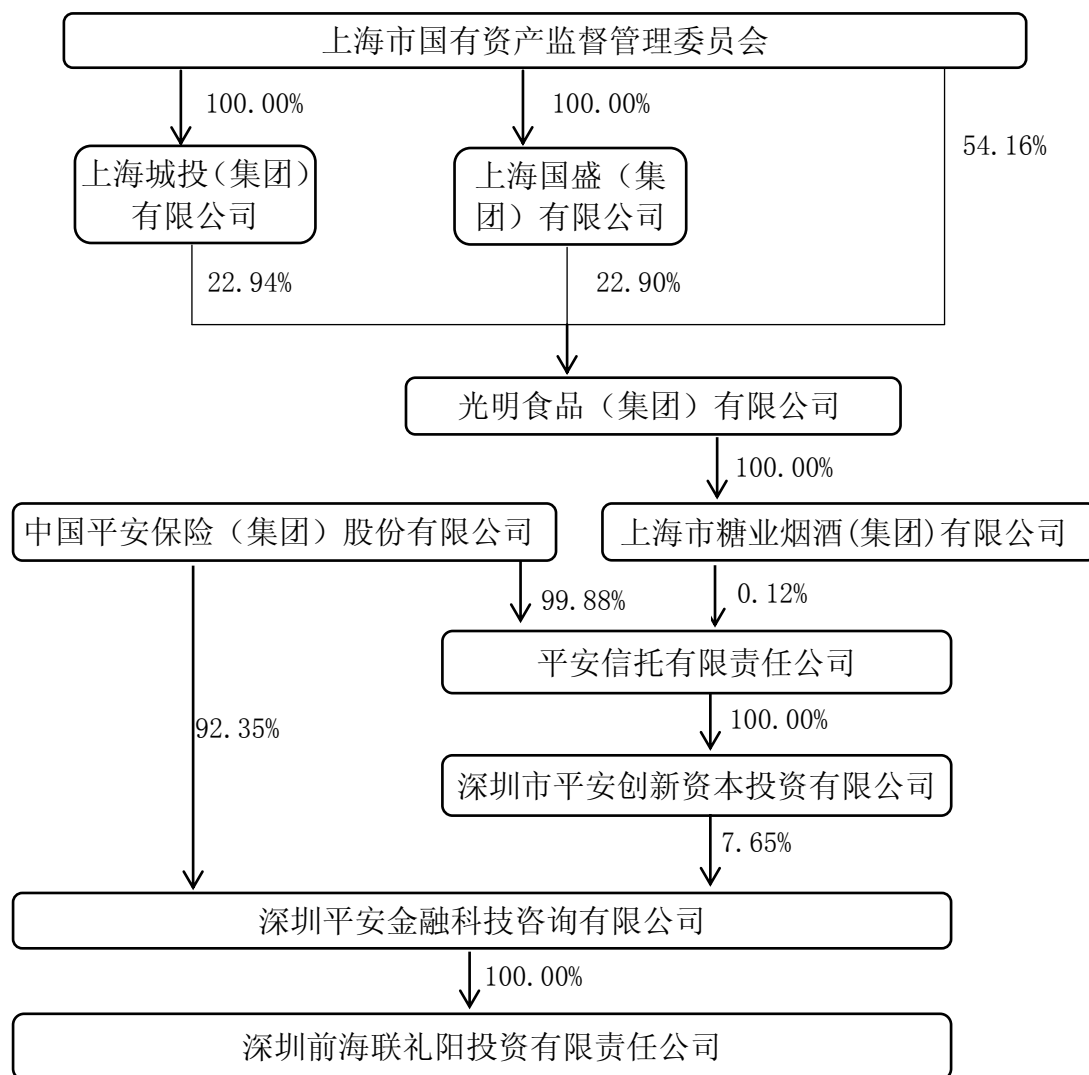 上海市国有资产监督管理委员会
100.00%
100.00%
54.16%
上海城投(集团)
有限公司
上海国盛（集
团）有限公司
22.94%
22.90%
光明食品（集团）有限公司
100.00%
中国平安保险（集团）股份有限公司
上海市糖业烟酒(集团)有限公司
99.88%
0.12%
平安信托有限责任公司
92.35%
100.00%
深圳市平安创新资本投资有限公司
7.65%
深圳平安金融科技咨询有限公司
100.00%
深圳前海联礼阳投资有限责任公司